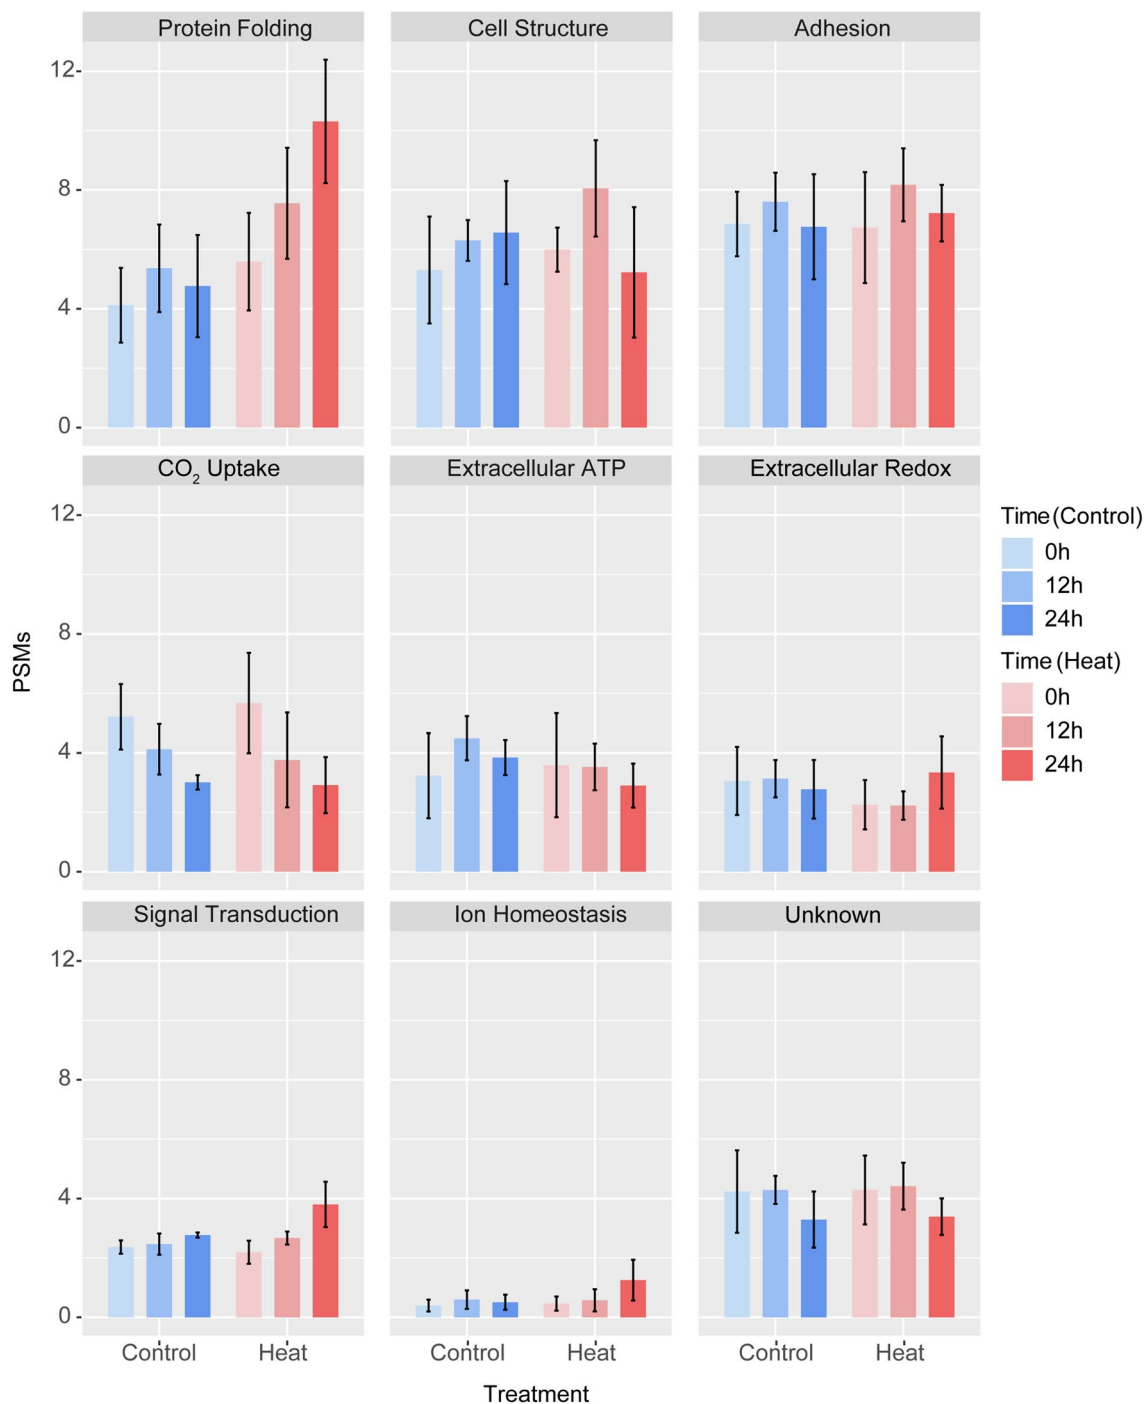 Protein Folding
Cell Structure
Adhesion
12
8
4
0
CO2 Uptake
Extracellular ATP
Extracellular Redox
12
8
4
0
PSMs
Time (Control)
0h
12h
24h
Time (Heat)
0h
12h
24h
Signal Transduction
Ion Homeostasis
Unknown
12
8
4
0
Control
Heat
Control
Heat
Control
Heat
Treatment